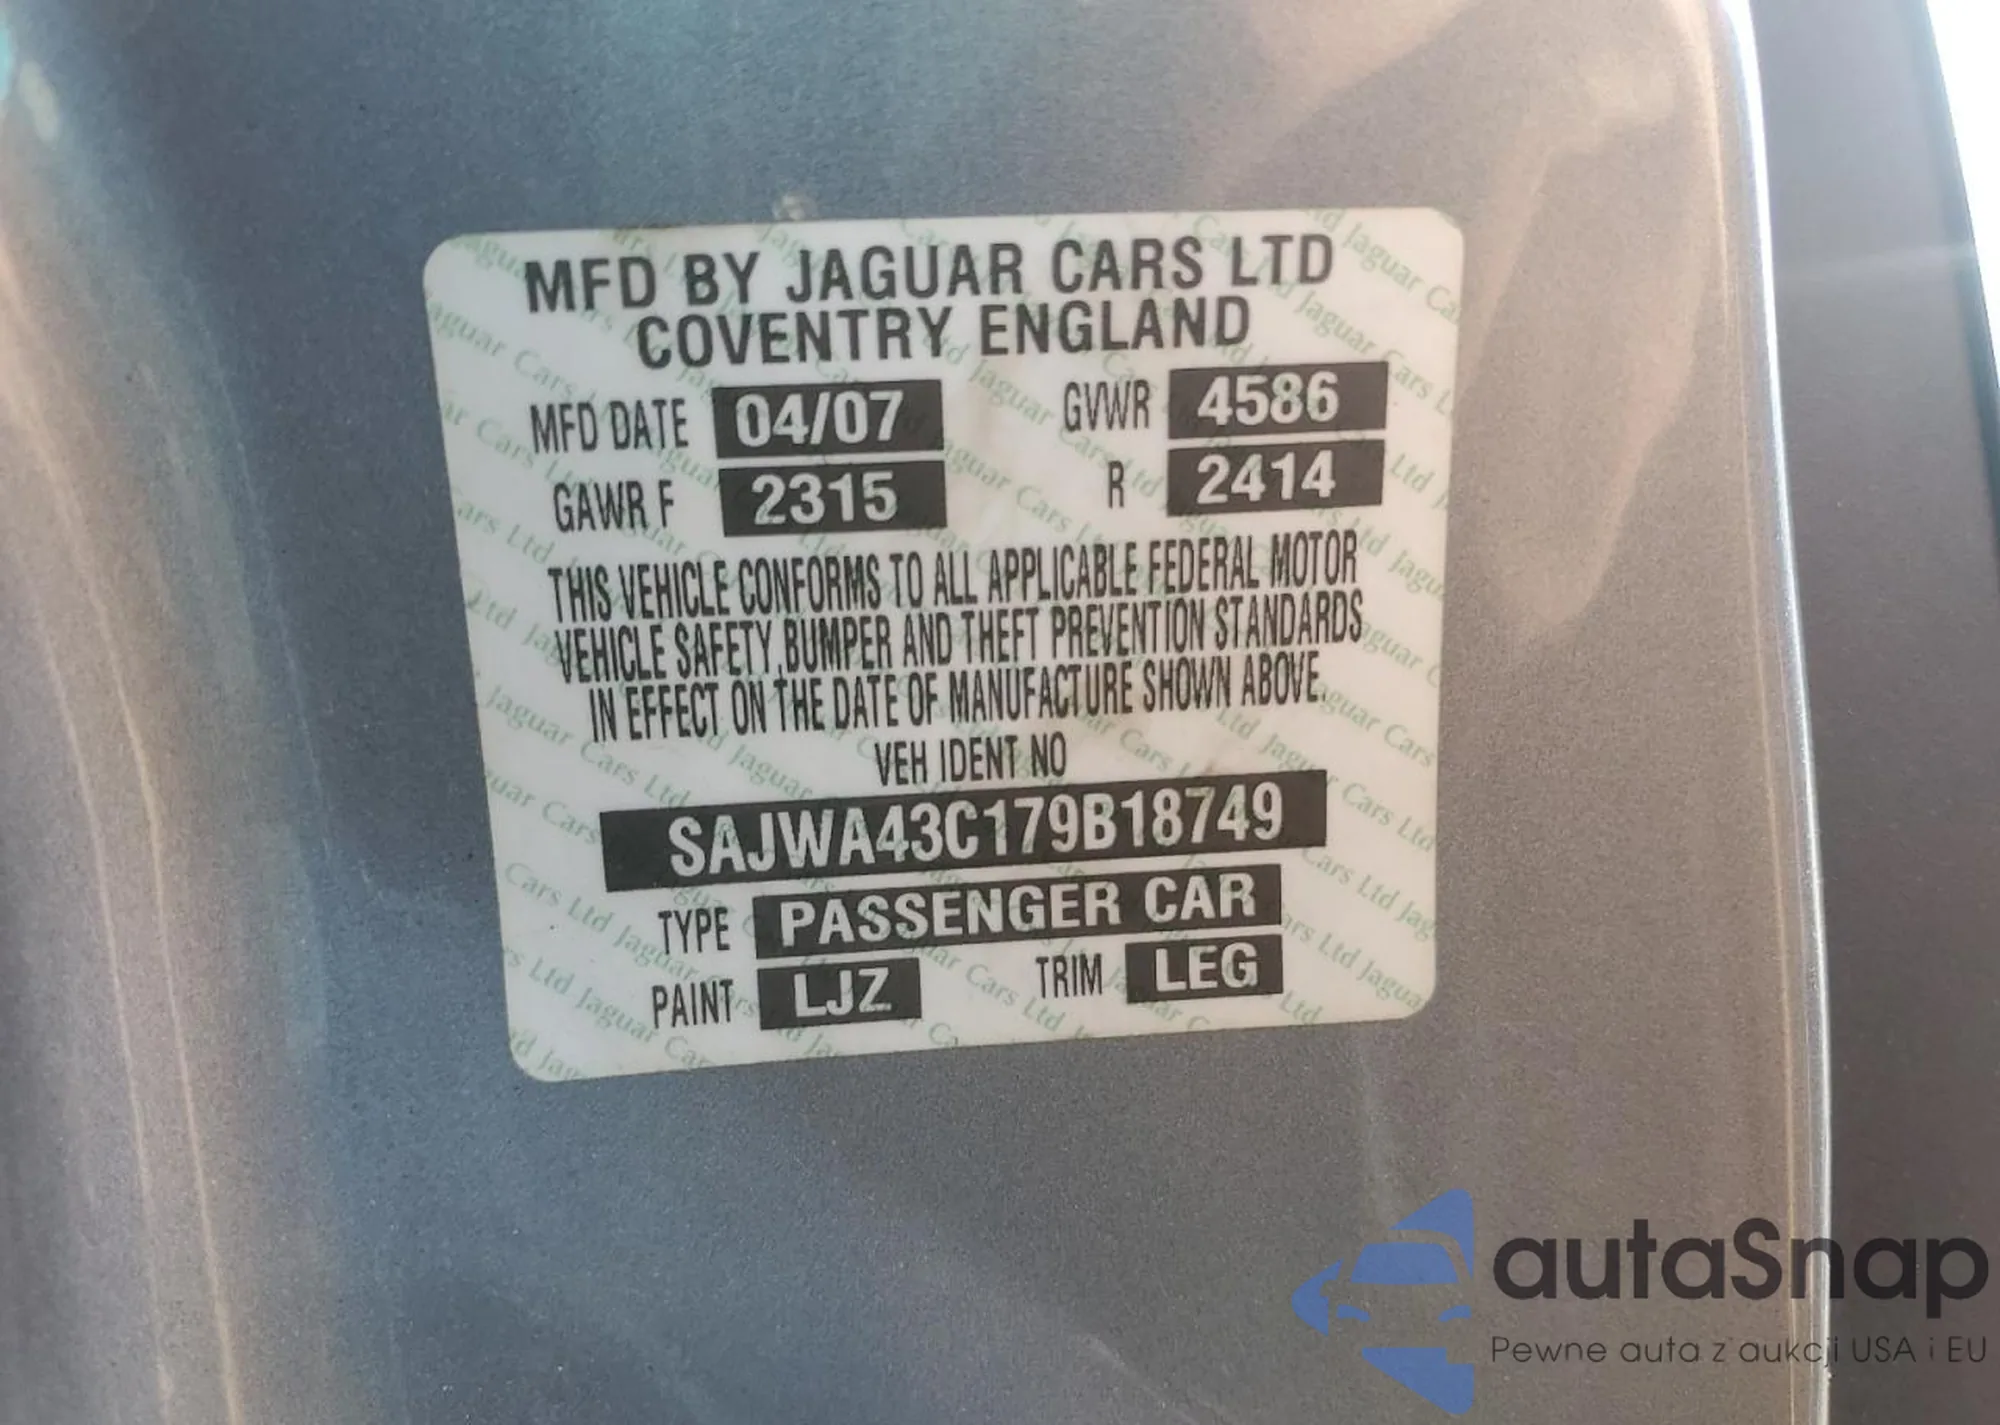 MFD BY JAGUAR CARS LTD
COVENTRY ENGLAND
MFD DATE 04/07 GVWR 4586
GAWR F 2315 R 2414
THIS VEHICLE CONFORMS TO ALL APPLICABLE FEDERAL MOTOR
VEHICLE SAFETY, BUMPER AND THEFT PREVENTION STANDARDS
IN EFFECT ON THE DATE OF MANUFACTURE SHOWN ABOVE.
VEH IDENT NO
SAJWA43C179B18749
TYPE PASSENGER CAR
PAINT LJZ TRIM LEG
autaSnap
Pewne auta z aukcji USA i EU